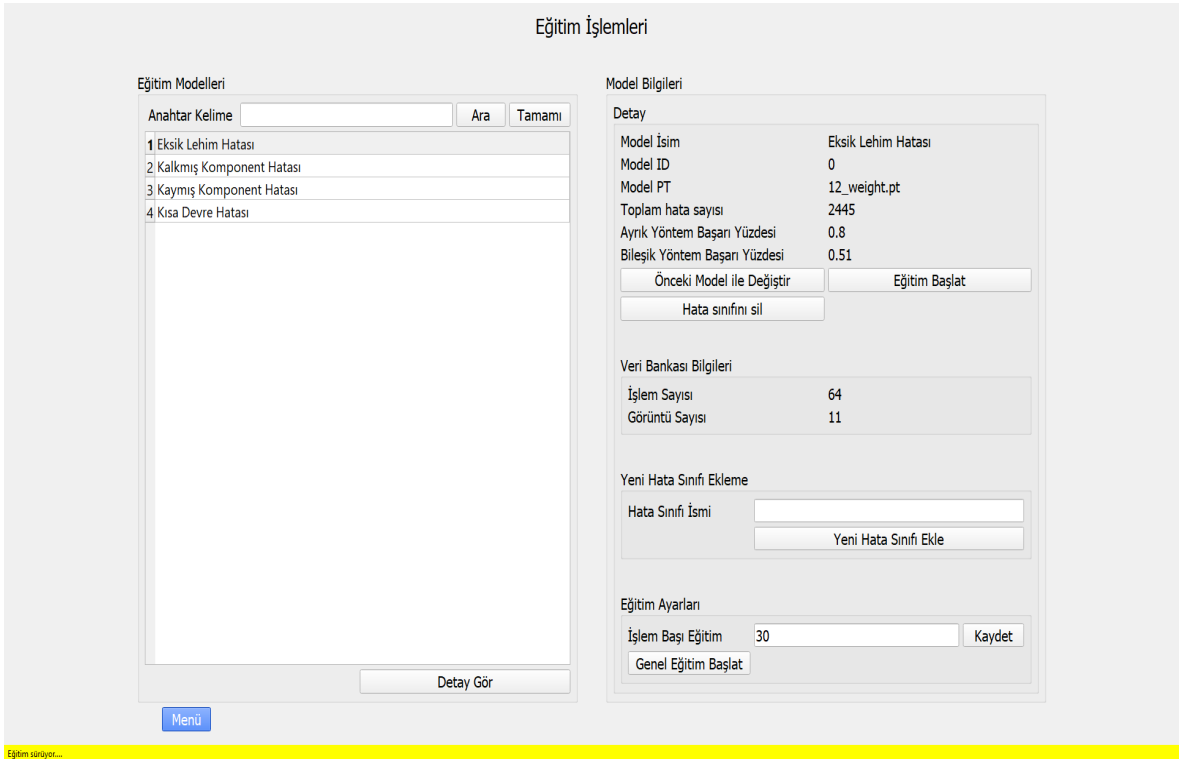 Eğitim İşlemleri
Eğitim Modelleri
Anahtar Kelime Ara Tamamı
1 Eksik Lehim Hatası
2 Kalkmış Komponent Hatası
3 Kaymış Komponent Hatası
4 Kısa Devre Hatası
Detay Gör
Menü
Model Bilgileri
Detay
Model İsim Eksik Lehim Hatası
Model ID 0
Model PT 12_weight.pt
Toplam hata sayısı 2445
Ayrık Yöntem Başarı Yüzdesi 0.8
Bileşik Yöntem Başarı Yüzdesi 0.51
Önceki Model ile Değiştir Eğitim Başlat
Hata sınıfını sil
Veri Bankası Bilgileri
İşlem Sayısı 64
Görüntü Sayısı 11
Yeni Hata Sınıfı Ekleme
Hata Sınıfı İsmi
Yeni Hata Sınıfı Ekle
Eğitim Ayarları
İşlem Başı Eğitim 30 Kaydet
Genel Eğitim Başlat
Eğitim sürüyor....